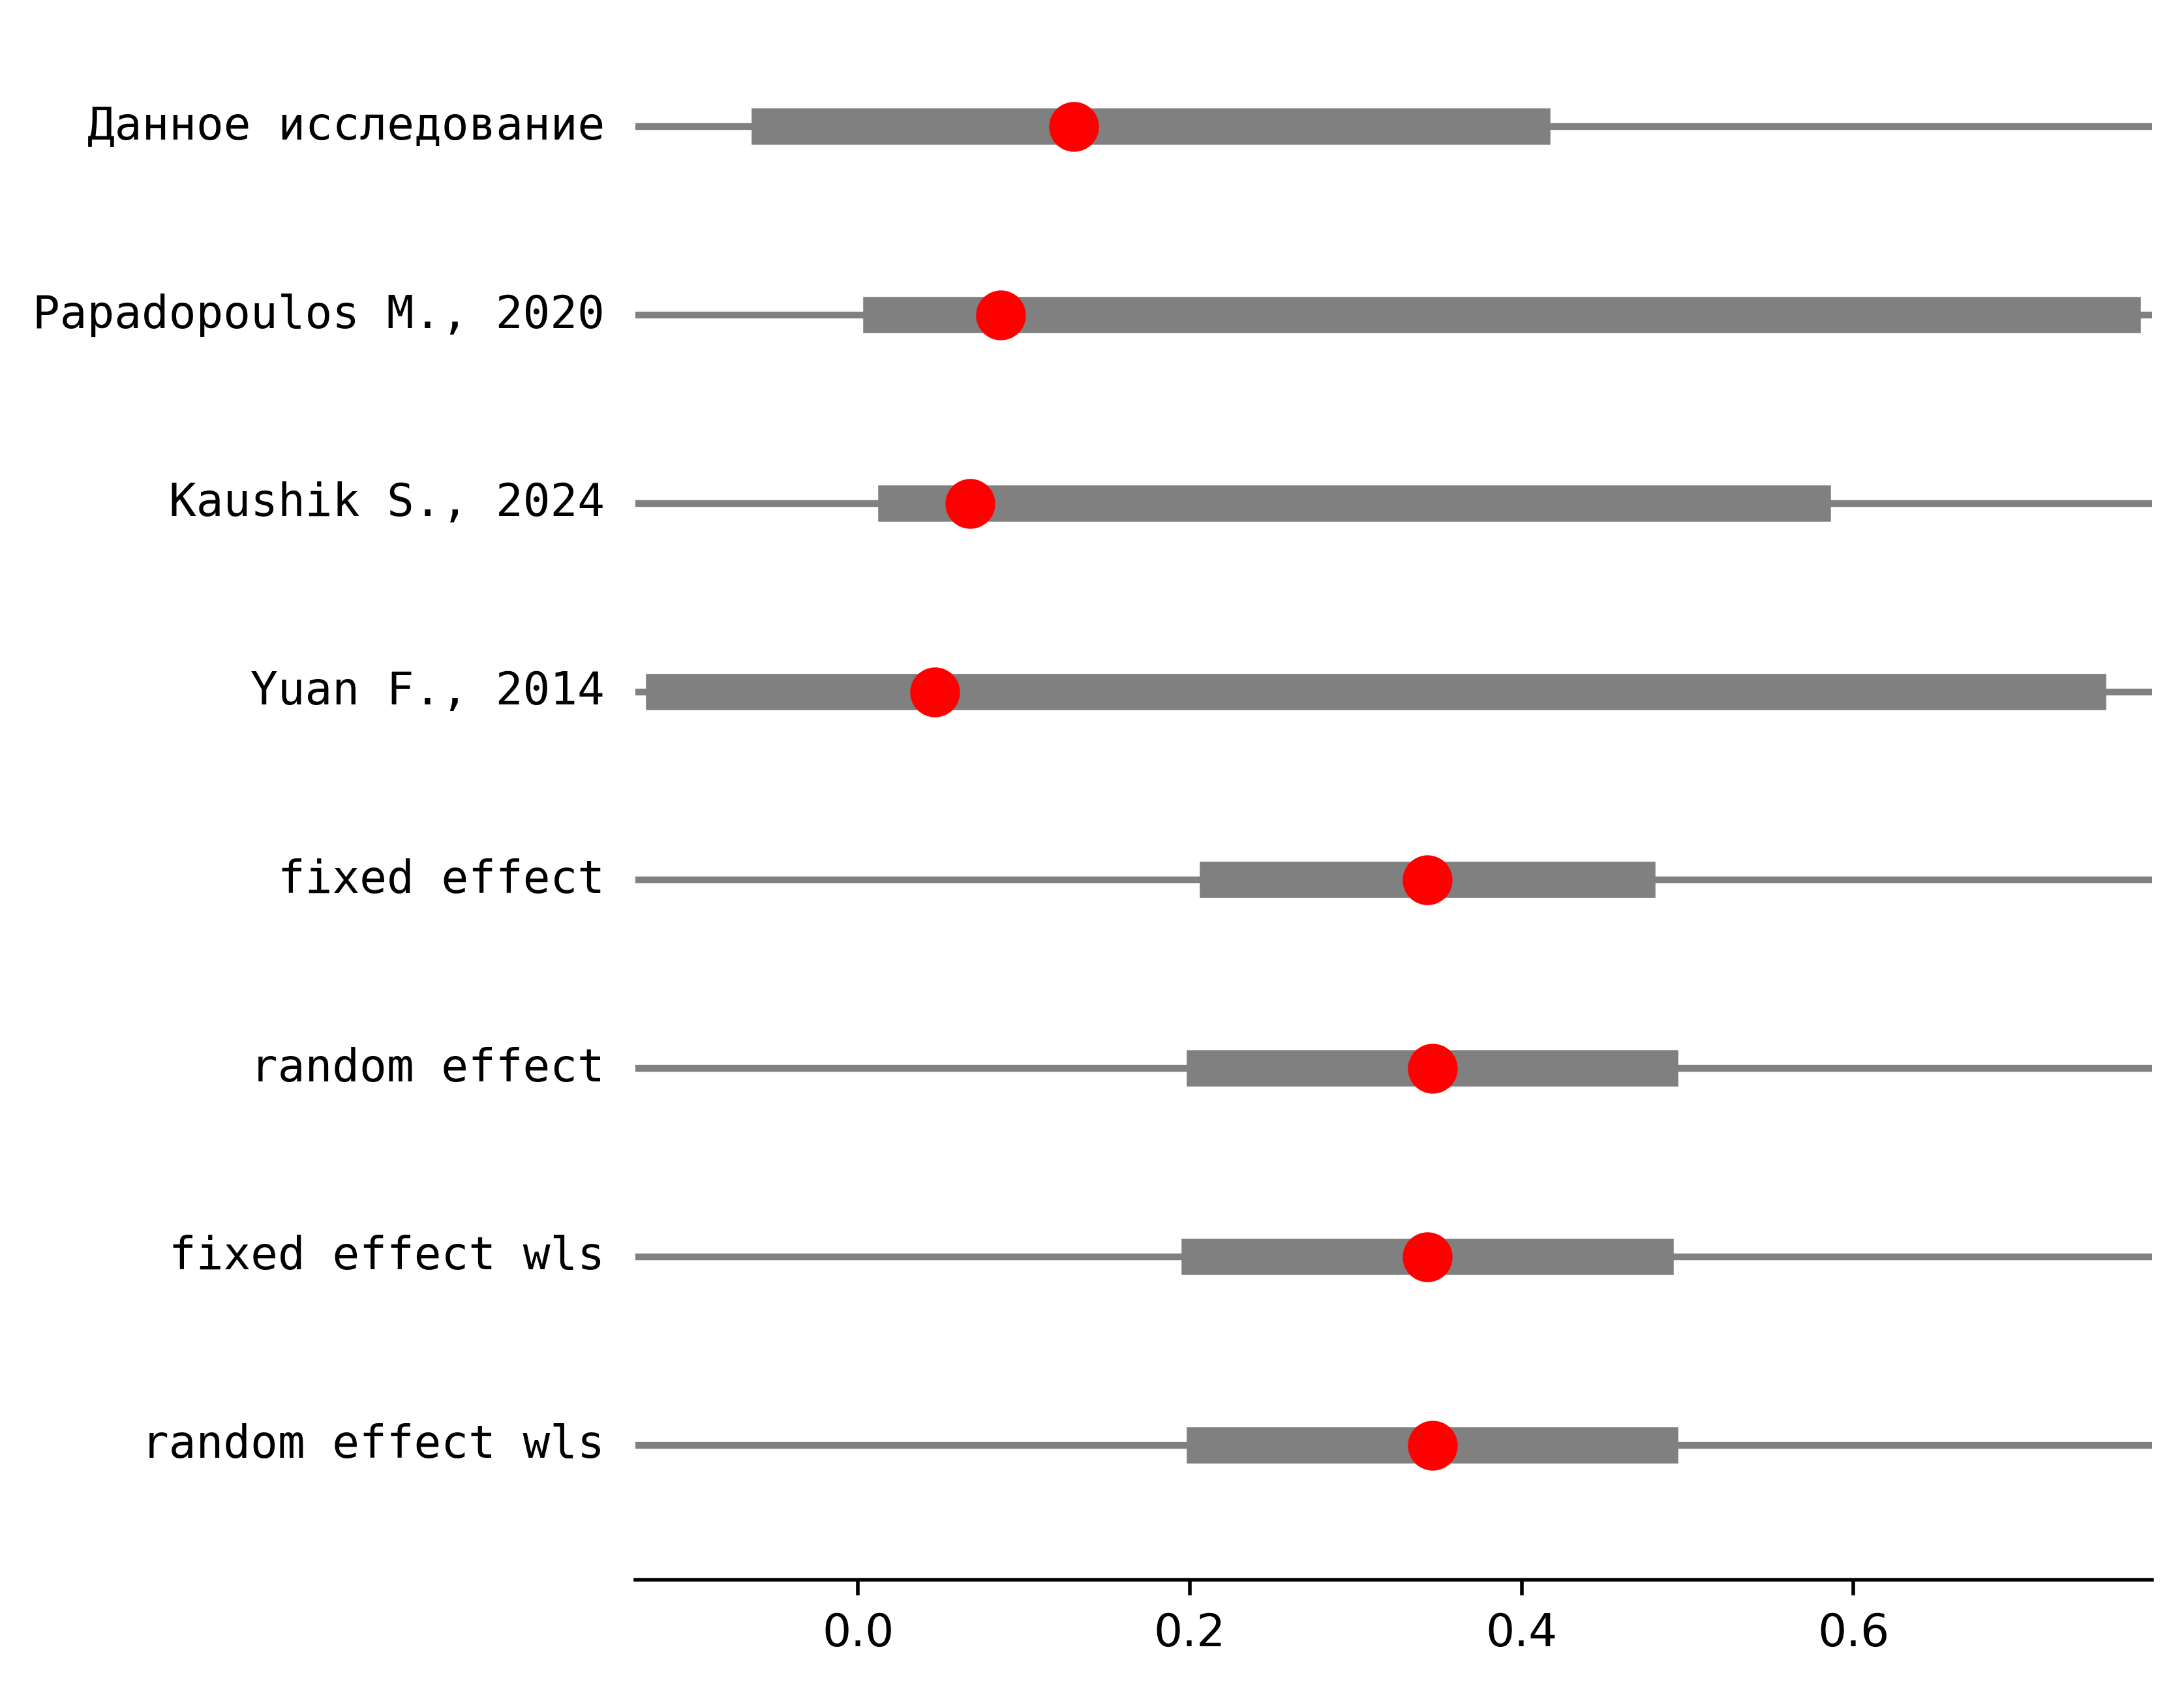 Данное исследование
Papadopoulos M., 2020
Kaushik S., 2024
Yuan F., 2014
fixed effect
random effect
fixed effect wls
random effect wls
0.0 0.2 0.4 0.6